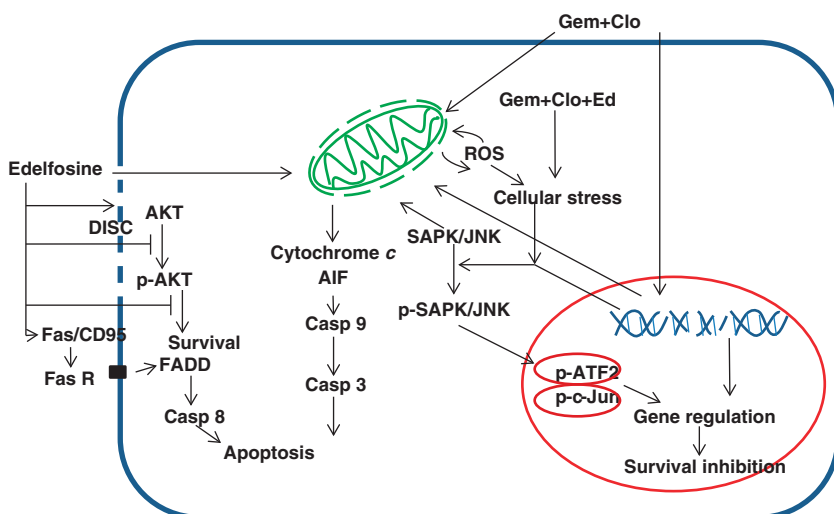 Gem+Clo
Gem+Clo+Ed
ROS
Edelfosine
Cellular stress
AKT
DISC
SAPK/JNK
Cytochrome c
AIF
p-AKT
p-SAPK/JNK
Casp 9
Fas/CD95
Survival
Fas R
FADD
p-ATF2
Casp 3
p-c-Jun
Casp 8
Gene regulation
Apoptosis
Survival inhibition